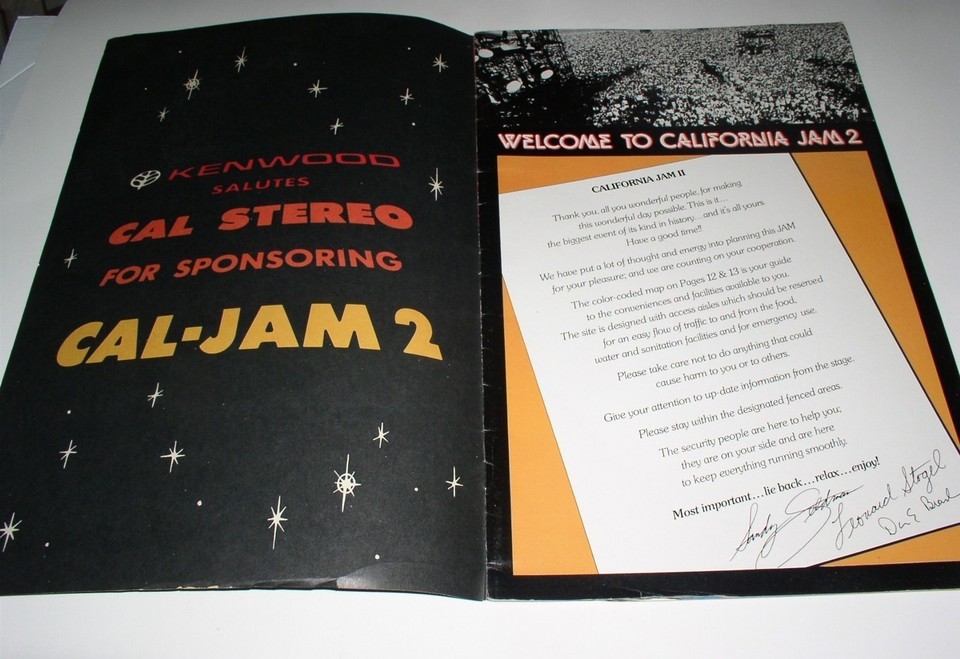 KENWOOD
SALUTES
CAL STEREO
FOR SPONSORING
CAL-JAM 2
WELCOME TO CALIFORNIA JAM 2
CALIFORNIA JAM II
Thank you, all you wonderful people, for making
this wonderful day possible. This is it...
the biggest event of its kind in history...and it's all yours.
Have a good time!!
We have put a lot of thought and energy into planning this JAM
for your pleasure; and we are counting on your cooperation.
The color-coded map on Pages 12 & 13 is your guide
to the conveniences and facilities available to you.
The site is designed with access aisles which should be reserved
for an easy flow of traffic to and from the food,
water and sanitation facilities and for emergency use.
Please take care not to do anything that could
cause harm to you or to others.
Give your attention to up-date information from the stage.
Please stay within the designated fenced areas.
The security people are here to help you;
they are on your side and are here
to keep everything running smoothly.
Most important...lie back...relax...enjoy!
Sandy Feldman
Leonard Stogel
Don E Branker